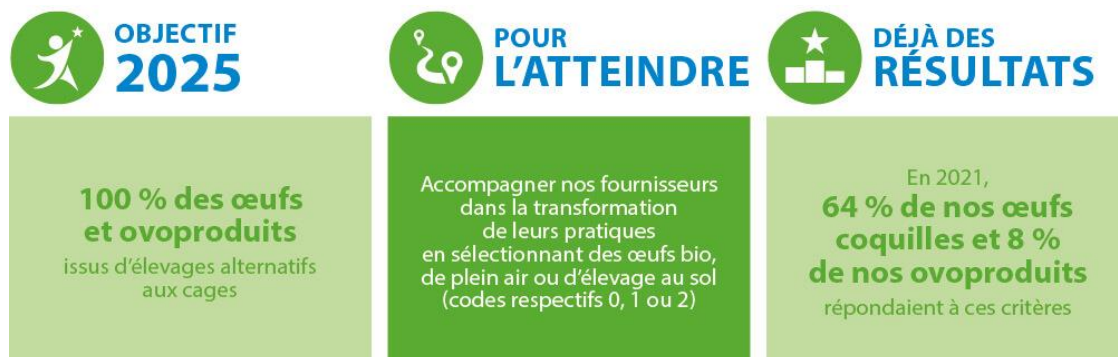 OBJECTIF
2025
100 % des œufs
et ovoproduits
issus d’élevages alternatifs
aux cages
POUR
L’ATTEINDRE
Accompagner nos fournisseurs
dans la transformation
de leurs pratiques
en sélectionnant des œufs bio,
de plein air ou d’élevage au sol
(codes respectifs 0, 1 ou 2)
DÉJÀ DES
RÉSULTATS
En 2021,
64 % de nos œufs
coquilles et 8 %
de nos ovoproduits
répondaient à ces critères